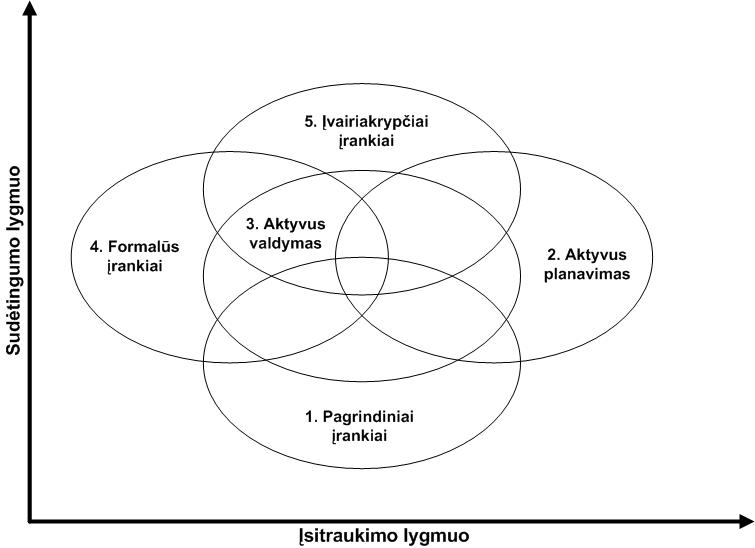 Sudėtingumo lygmuo
5. Įvairiakrypčiai
įrankiai
3. Aktyvus
valdymas
4. Formalūs
įrankiai
2. Aktyvus
planavimas
1. Pagrindiniai
įrankiai
Įsitraukimo lygmuo